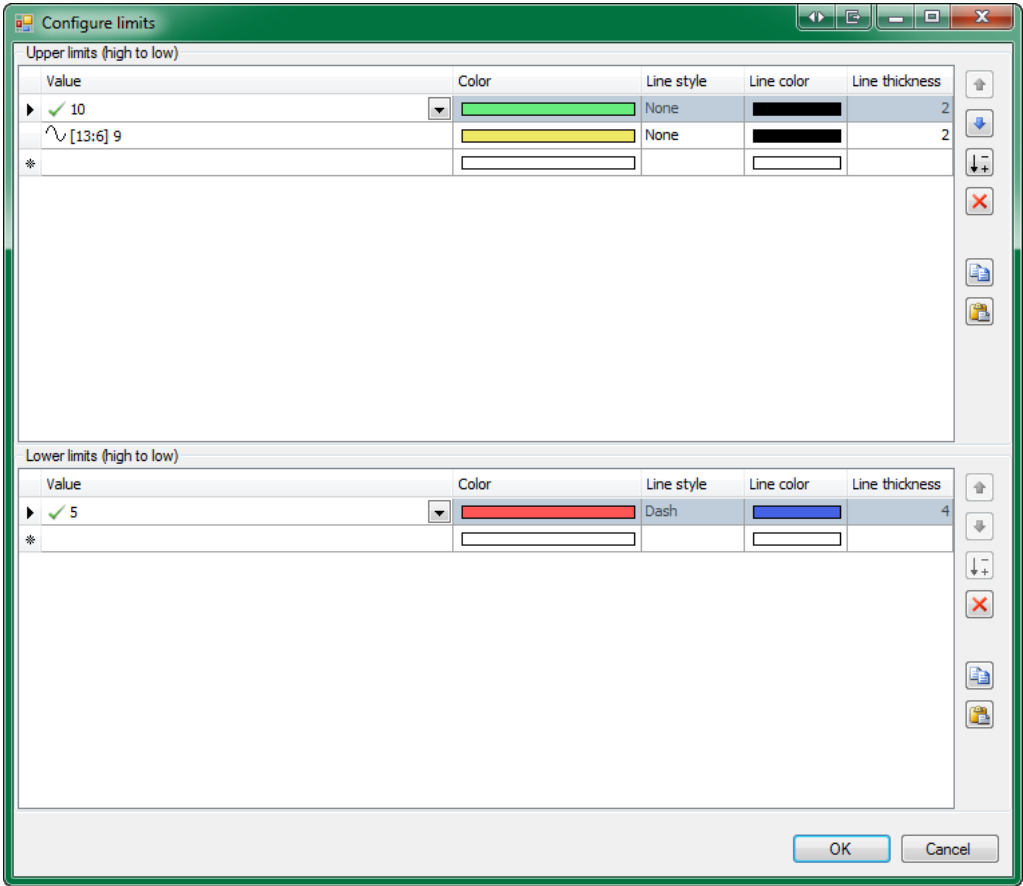 Configure limits
Upper limits (high to low)
Value Color Line style Line color Line thickness
10 None 2
[13:6] 9 None 2
Lower limits (high to low)
Value Color Line style Line color Line thickness
5 Dash 4
OK Cancel